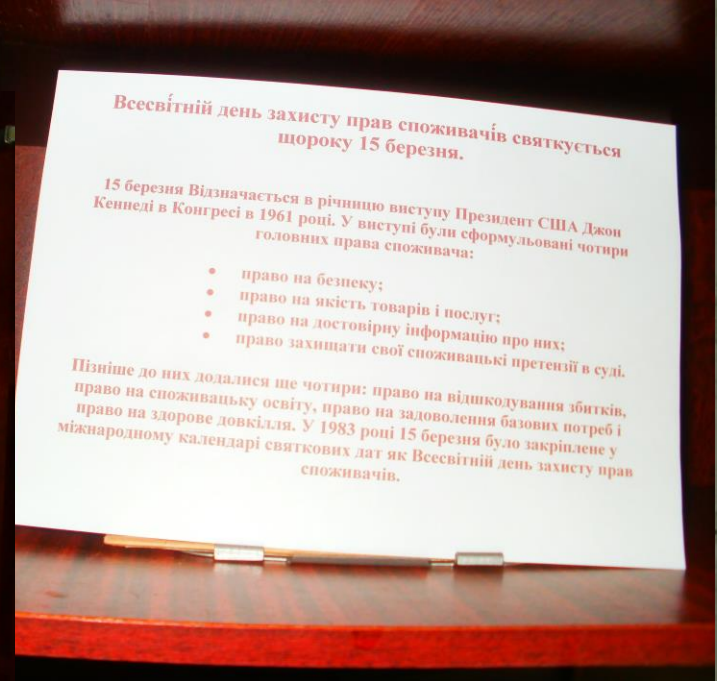 Всесві́тній день захисту прав споживачі́в святкується
щороку 15 березня.
15 березня Відзначається в річницю виступу Президент США Джон
Кеннеді в Конгресі в 1961 році. У виступі були сформульовані чотири
головних права споживача:
• право на безпеку;
• право на якість товарів і послуг;
• право на достовірну інформацію про них;
• право захищати свої споживацькі претензії в суді.
Пізніше до них додалися ще чотири: право на відшкодування збитків,
право на споживацьку освіту, право на задоволення базових потреб і
право на здорове довкілля. У 1983 році 15 березня було закріплене у
міжнародному календарі святкових дат як Всесвітній день захисту прав
споживачів.